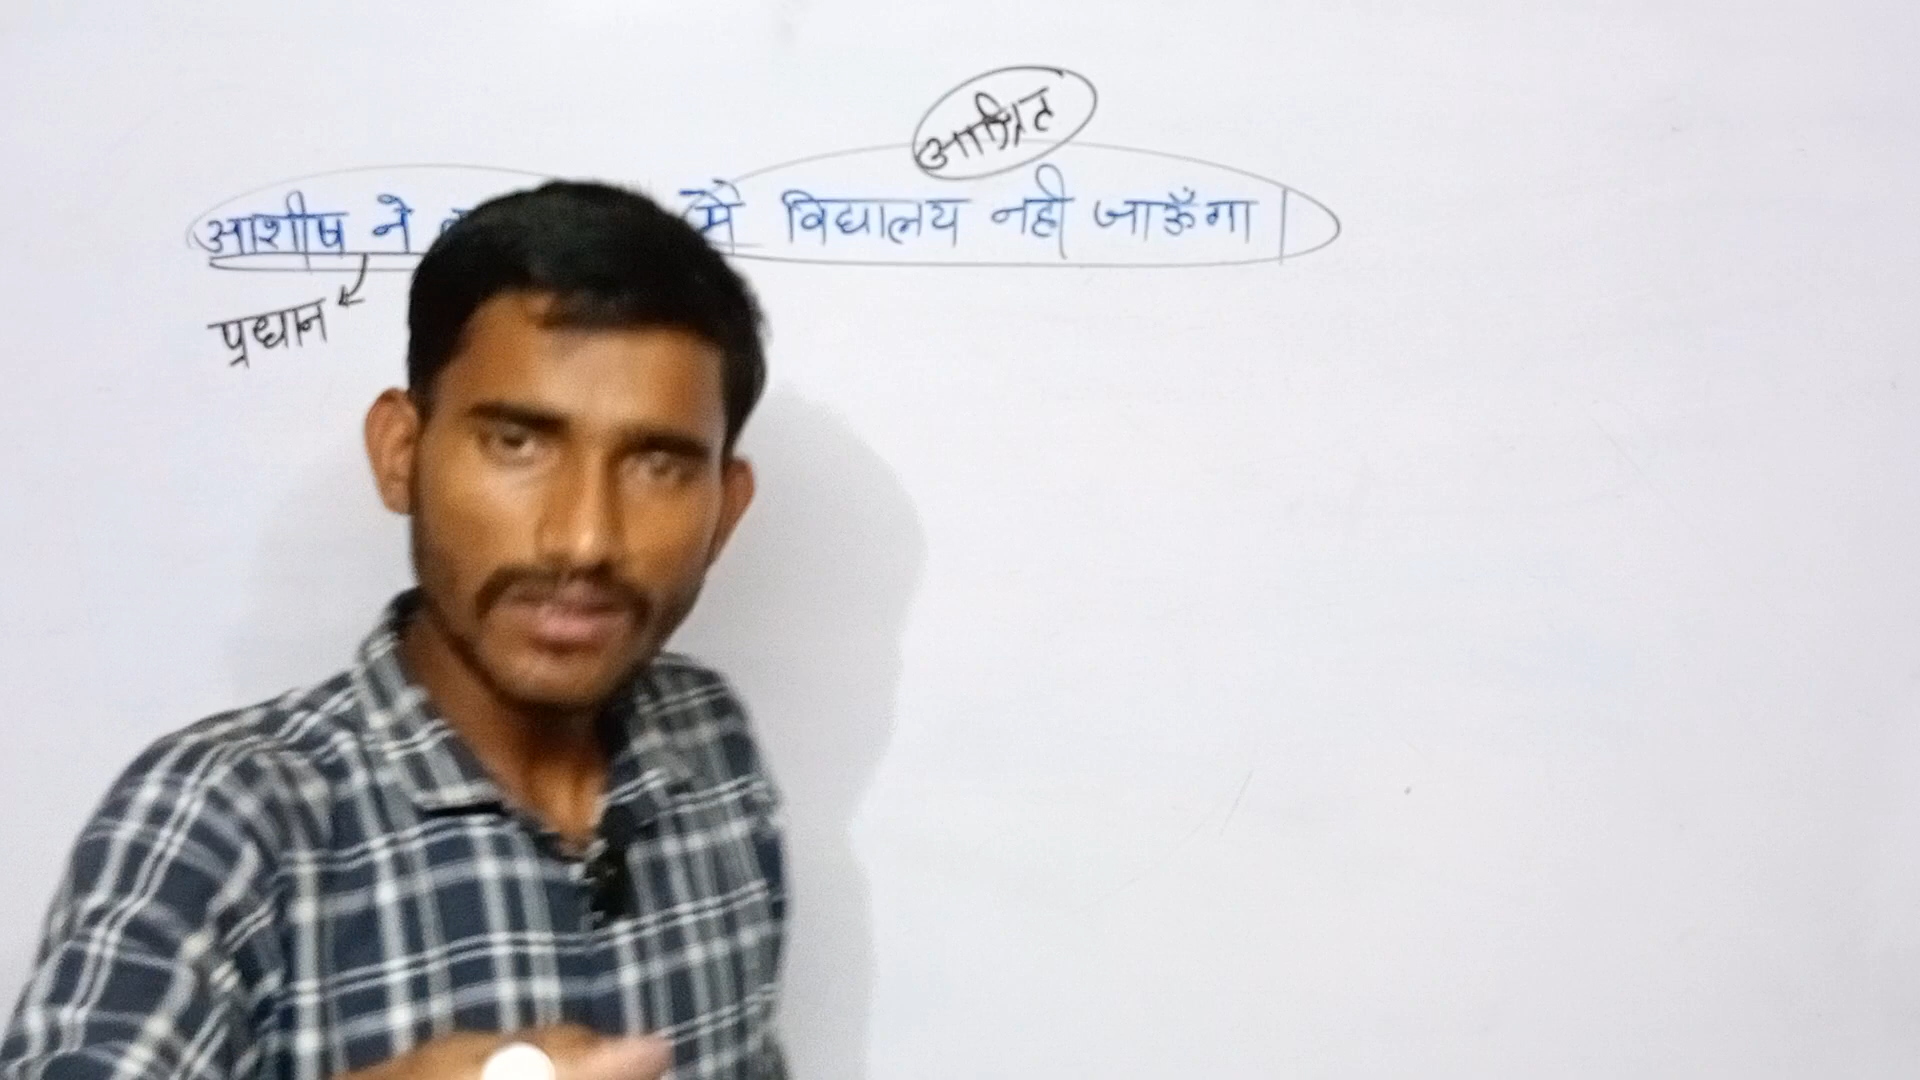 आश्रित
आशीष ने मै विद्यालय नही जाऊँगा |
प्रधान